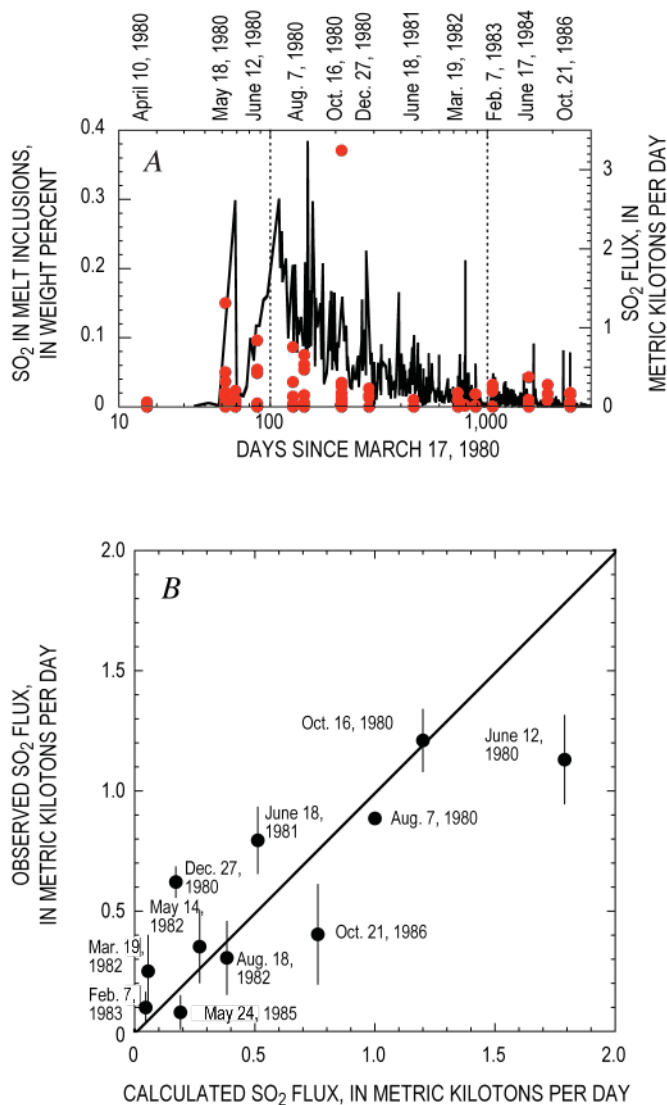 April 10, 1980
May 18, 1980
June 12, 1980
Aug. 7, 1980
Oct. 16, 1980
Dec. 27, 1980
June 18, 1981
Mar. 19, 1982
Feb. 7, 1983
June 17, 1984
Oct. 21, 1986
A
SO2 IN MELT INCLUSIONS,
IN WEIGHT PERCENT
0.4
0.3
0.2
0.1
0
3
2
1
0
SO2 FLUX, IN
METRIC KILOTONS PER DAY
10
100
1,000
DAYS SINCE MARCH 17, 1980
B
OBSERVED SO2 FLUX,
IN METRIC KILOTONS PER DAY
2.0
1.5
1.0
0.5
0
Oct. 16, 1980
June 12,
1980
Aug. 7, 1980
June 18,
1981
Dec. 27,
1980
May 14,
1982
Oct. 21, 1986
Mar. 19,
1982
Aug. 18,
1982
Feb. 7,
1983
May 24, 1985
0
0.5
1.0
1.5
2.0
CALCULATED SO2 FLUX, IN METRIC KILOTONS PER DAY